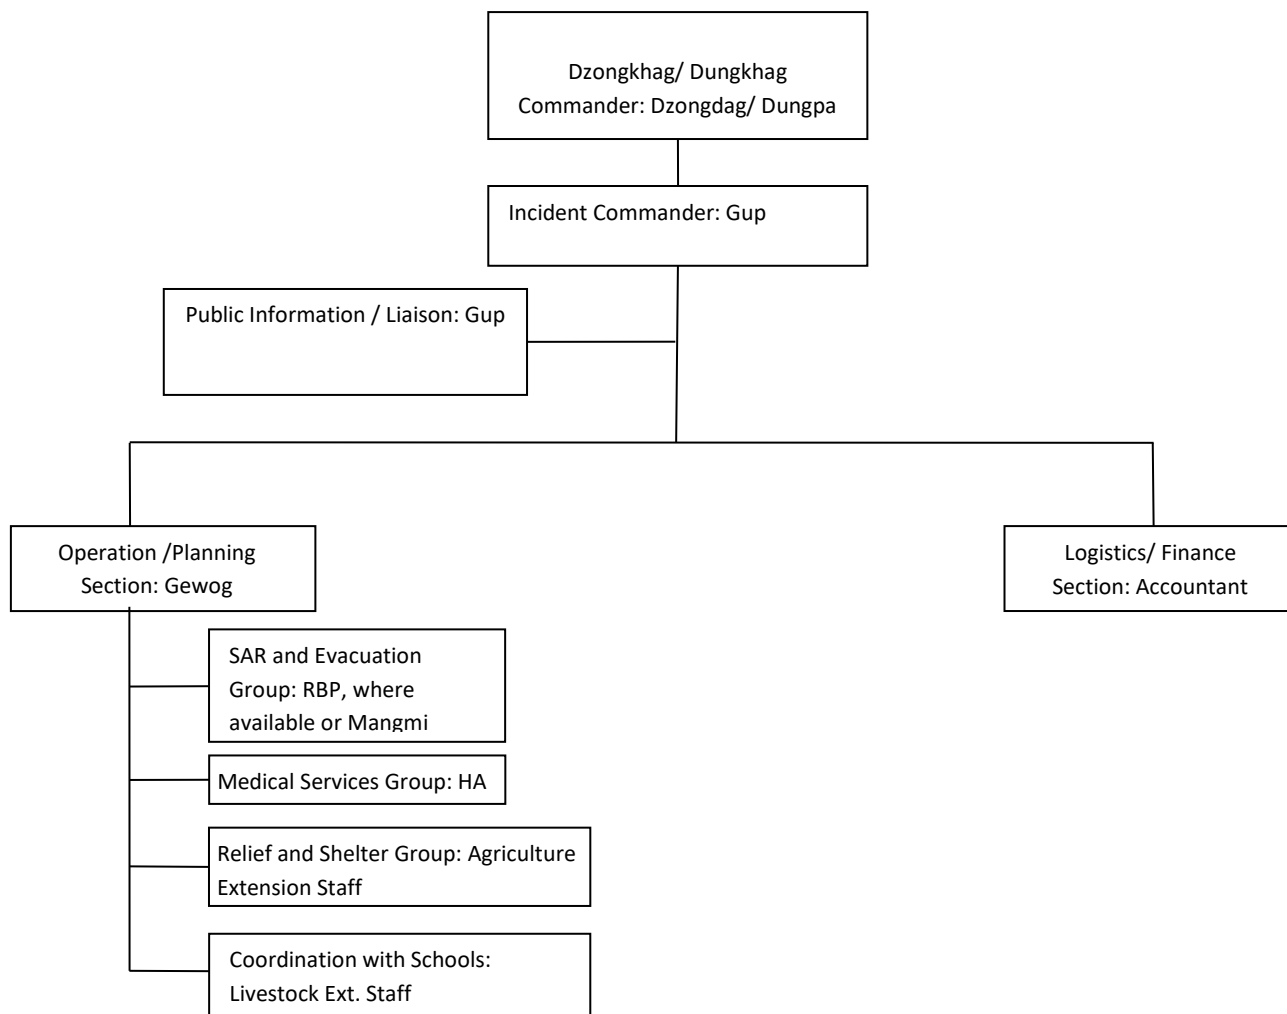 Dzongkhag/ Dungkhag
Commander: Dzongdag/ Dungpa
Incident Commander: Gup
Public Information / Liaison: Gup
Operation /Planning
Section: Gewog
Logistics/ Finance
Section: Accountant
SAR and Evacuation
Group: RBP, where
available or Mangmi
Medical Services Group: HA
Relief and Shelter Group: Agriculture
Extension Staff
Coordination with Schools:
Livestock Ext. Staff